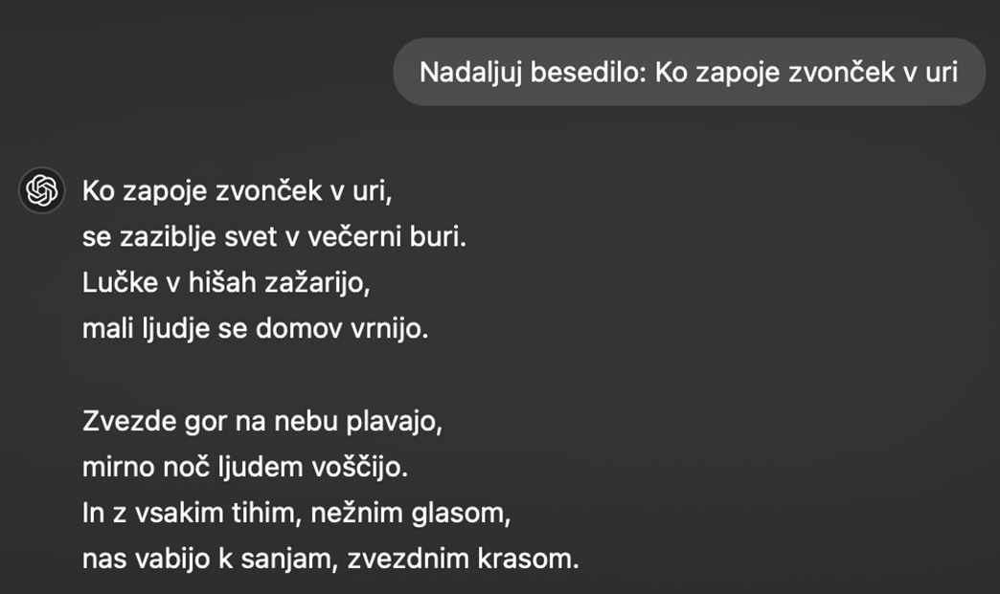 Nadaljuj besedilo: Ko zapoje zvonček v uri
Ko zapoje zvonček v uri,
se zaziblje svet v večerni buri.
Lučke v hišah zažarijo,
mali ljudje se domov vrnijo.
Zvezde gor na nebu plavajo,
mirno noč ljudem voščijo.
In z vsakim tihim, nežnim glasom,
nas vabijo k sanjam, zvezdnim krasom.